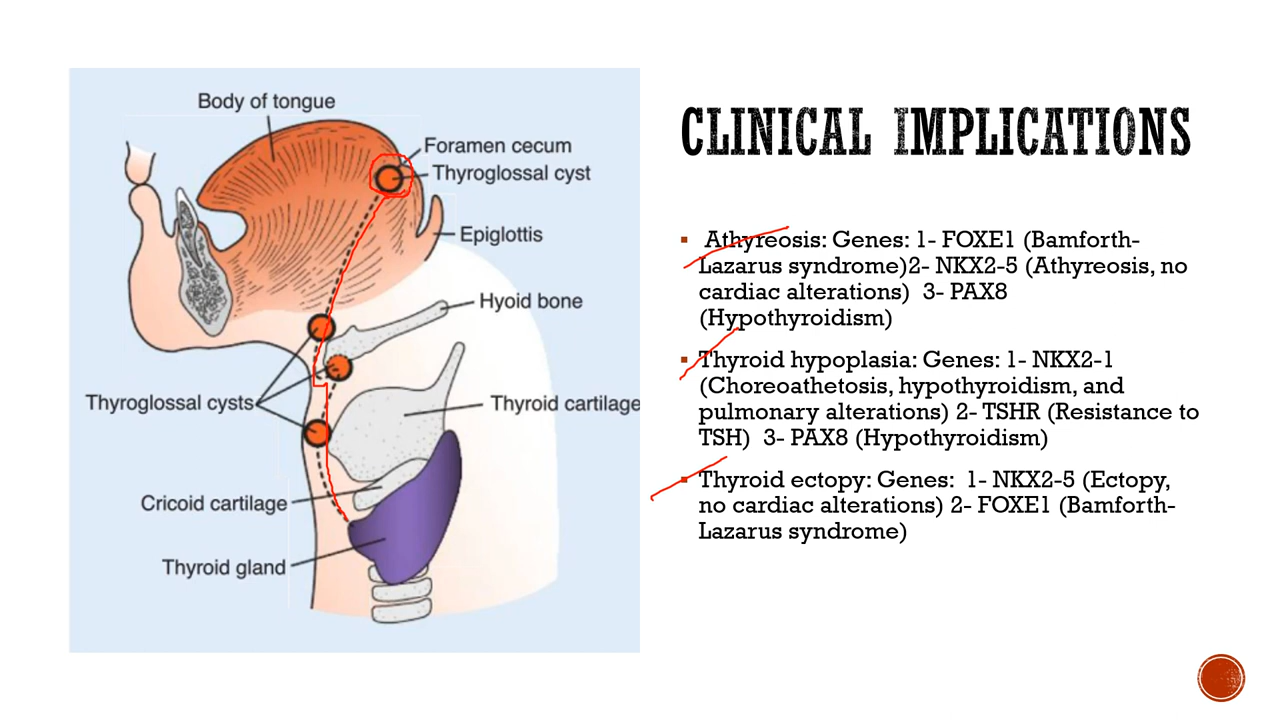 Body of tongue
Foramen cecum
Thyroglossal cyst
Epiglottis
Hyoid bone
Thyroglossal cysts
Thyroid cartilage
Cricoid cartilage
Thyroid gland
CLINICAL IMPLICATIONS
▪ Athyreosis: Genes: 1- FOXE1 (Bamforth-
Lazarus syndrome)2- NKX2-5 (Athyreosis, no
cardiac alterations) 3- PAX8
(Hypothyroidism)
▪ Thyroid hypoplasia: Genes: 1- NKX2-1
(Choreoathetosis, hypothyroidism, and
pulmonary alterations) 2- TSHR (Resistance to
TSH) 3- PAX8 (Hypothyroidism)
▪ Thyroid ectopy: Genes: 1- NKX2-5 (Ectopy,
no cardiac alterations) 2- FOXE1 (Bamforth-
Lazarus syndrome)